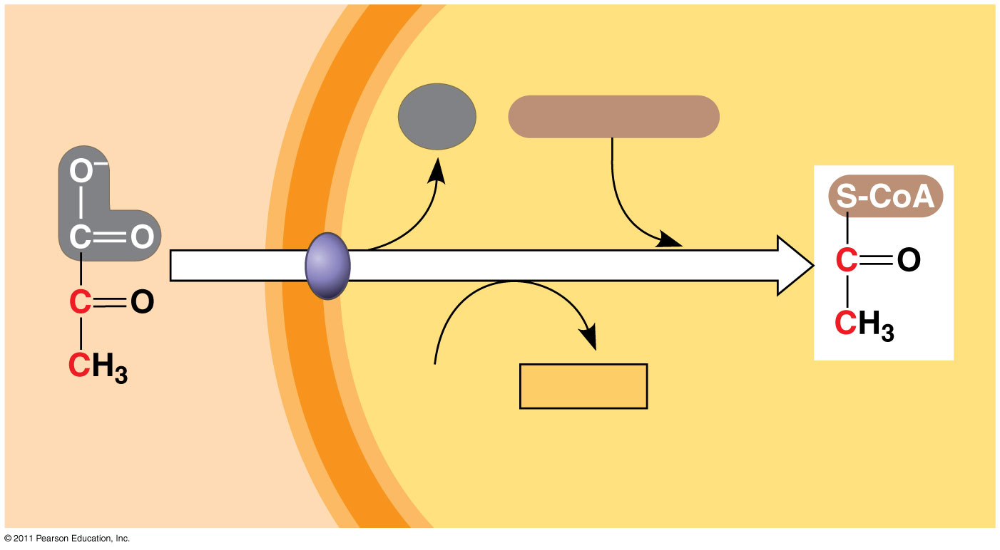 O−
C=O
C=O
CH3
S-CoA
C=O
CH3
© 2011 Pearson Education, Inc.